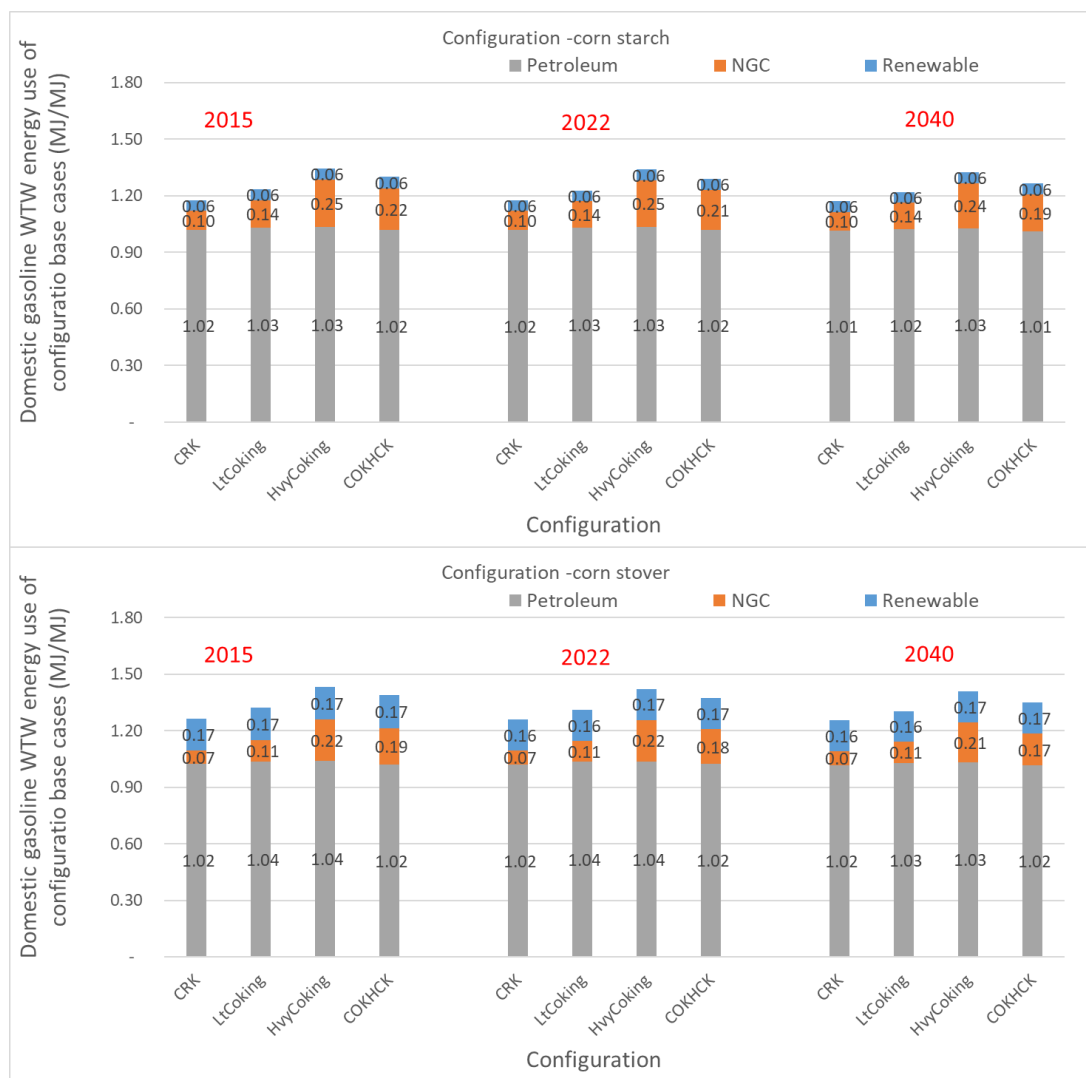 Configuration -corn starch
Petroleum NGC Renewable
Domestic gasoline WTW energy use of
configuratio base cases (MJ/MJ)
1.80
1.50
1.20
0.90
0.60
0.30
-
2015 2022 2040
0.06 0.06 0.06 0.06 0.06 0.06 0.06 0.06 0.06 0.06 0.06 0.06
0.10 0.14 0.25 0.22 0.10 0.14 0.25 0.21 0.10 0.14 0.24 0.19
1.02 1.03 1.03 1.02 1.02 1.03 1.03 1.02 1.01 1.02 1.03 1.01
CRK LtCoking HvyCoking COKHCK CRK LtCoking HvyCoking COKHCK CRK LtCoking HvyCoking COKHCK
Configuration
Configuration -corn stover
Petroleum NGC Renewable
Domestic gasoline WTW energy use of
configuratio base cases (MJ/MJ)
1.80
1.50
1.20
0.90
0.60
0.30
-
2015 2022 2040
0.17 0.17 0.17 0.17 0.16 0.16 0.17 0.17 0.16 0.16 0.17 0.17
0.07 0.11 0.22 0.19 0.07 0.11 0.22 0.18 0.07 0.11 0.21 0.17
1.02 1.04 1.04 1.02 1.02 1.04 1.04 1.02 1.02 1.03 1.03 1.02
CRK LtCoking HvyCoking COKHCK CRK LtCoking HvyCoking COKHCK CRK LtCoking HvyCoking COKHCK
Configuration